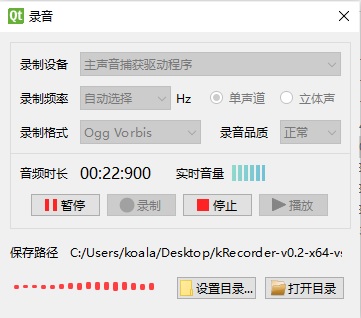 Qt 录音
录制设备 主声音捕获驱动程序
录制频率 自动选择 Hz 单声道 立体声
录制格式 Ogg Vorbis 录音品质 正常
音频时长 00:22:900 实时音量
暂停 录制 停止 播放
保存路径 C:/Users/koala/Desktop/kRecorder-v0.2-x64-vs
设置目录... 打开目录